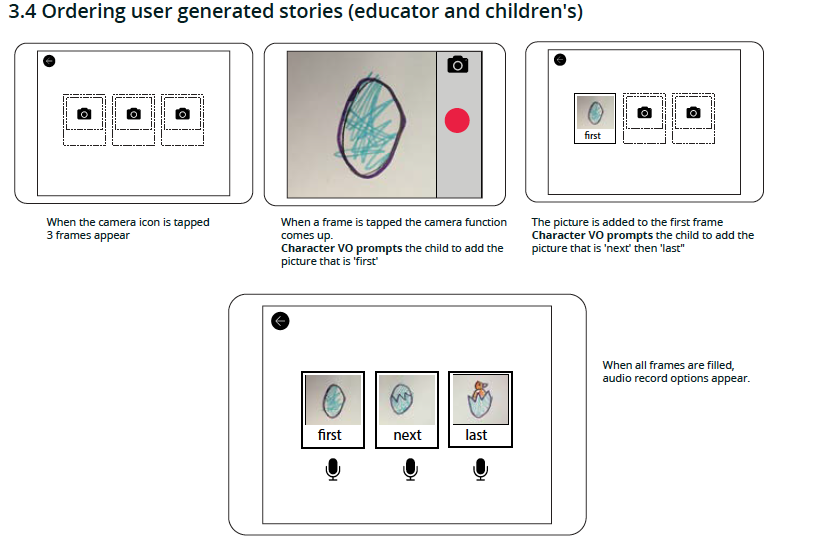 3.4 Ordering user generated stories (educator and children's)
When the camera icon is tapped
3 frames appear
When a frame is tapped the camera function
comes up.
Character VO prompts the child to add the
picture that is 'first'
first
The picture is added to the first frame
Character VO prompts the child to add the
picture that is 'next' then 'last"
first
next
last
When all frames are filled,
audio record options appear.